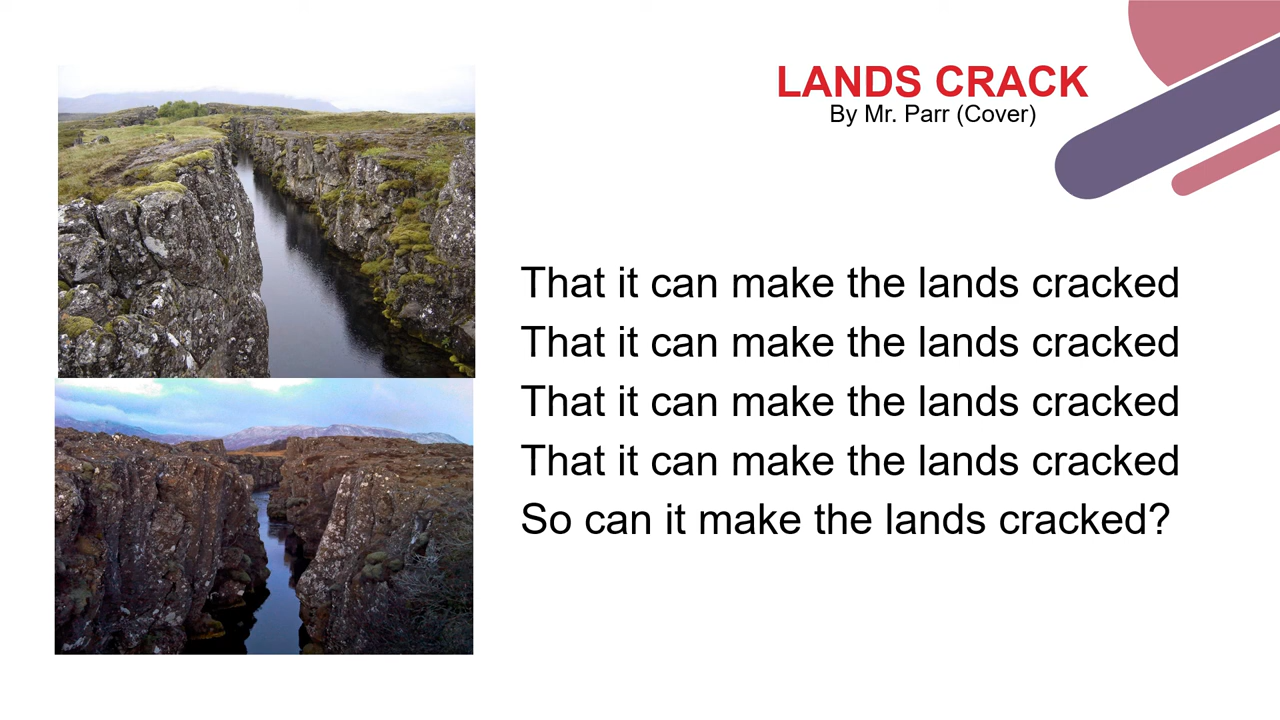 LANDS CRACK
By Mr. Parr (Cover)
That it can make the lands cracked
That it can make the lands cracked
That it can make the lands cracked
That it can make the lands cracked
So can it make the lands cracked?